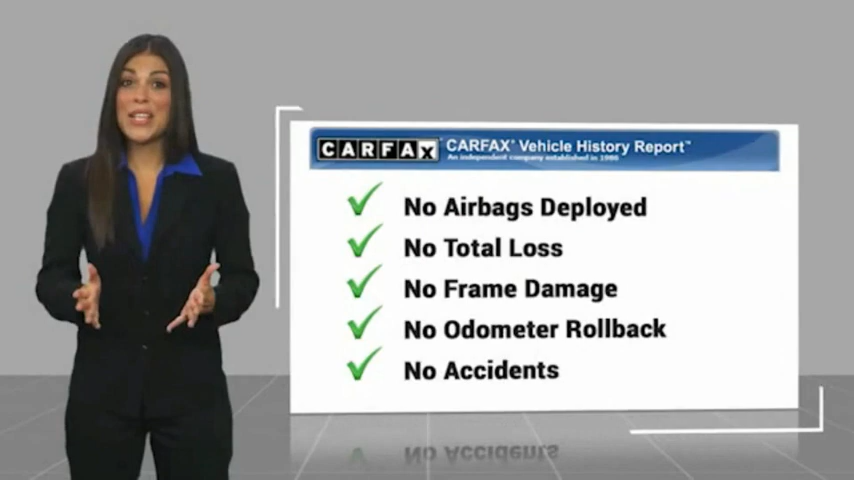 CARFAX CARFAX® Vehicle History Report™
An independent company established in 1986
No Airbags Deployed
No Total Loss
No Frame Damage
No Odometer Rollback
No Accidents
No Accidents